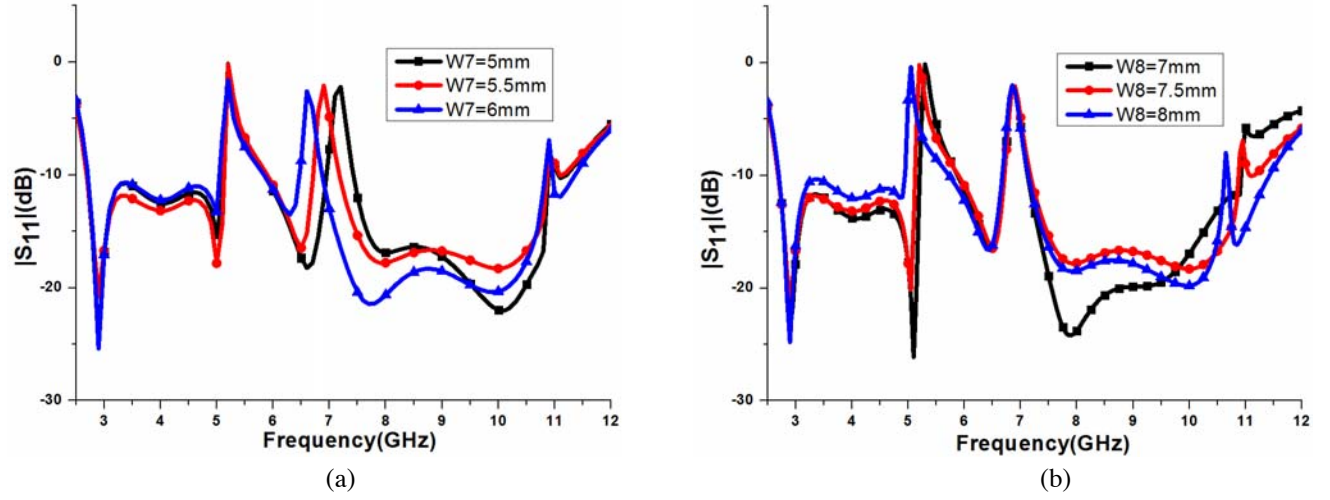 0
-10
-20
-30
|S11|(dB)
W7=5mm
W7=5.5mm
W7=6mm
3 4 5 6 7 8 9 10 11 12
Frequency(GHz)
(a)
0
-10
-20
-30
|S11|(dB)
W8=7mm
W8=7.5mm
W8=8mm
3 4 5 6 7 8 9 10 11 12
Frequency(GHz)
(b)